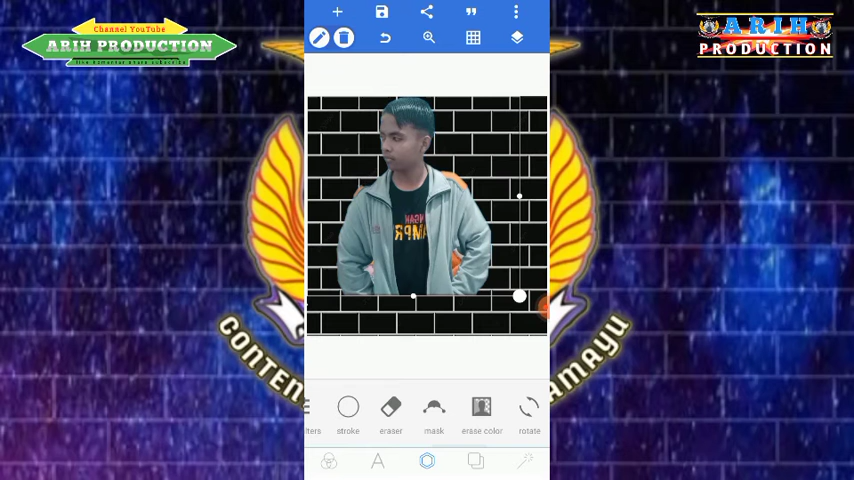 Channel YouTube
ARIH PRODUCTION
ARIH
PRODUCTION
CONTEN
AMAYU
ters
stroke
eraser
mask
erase color
rotate
A